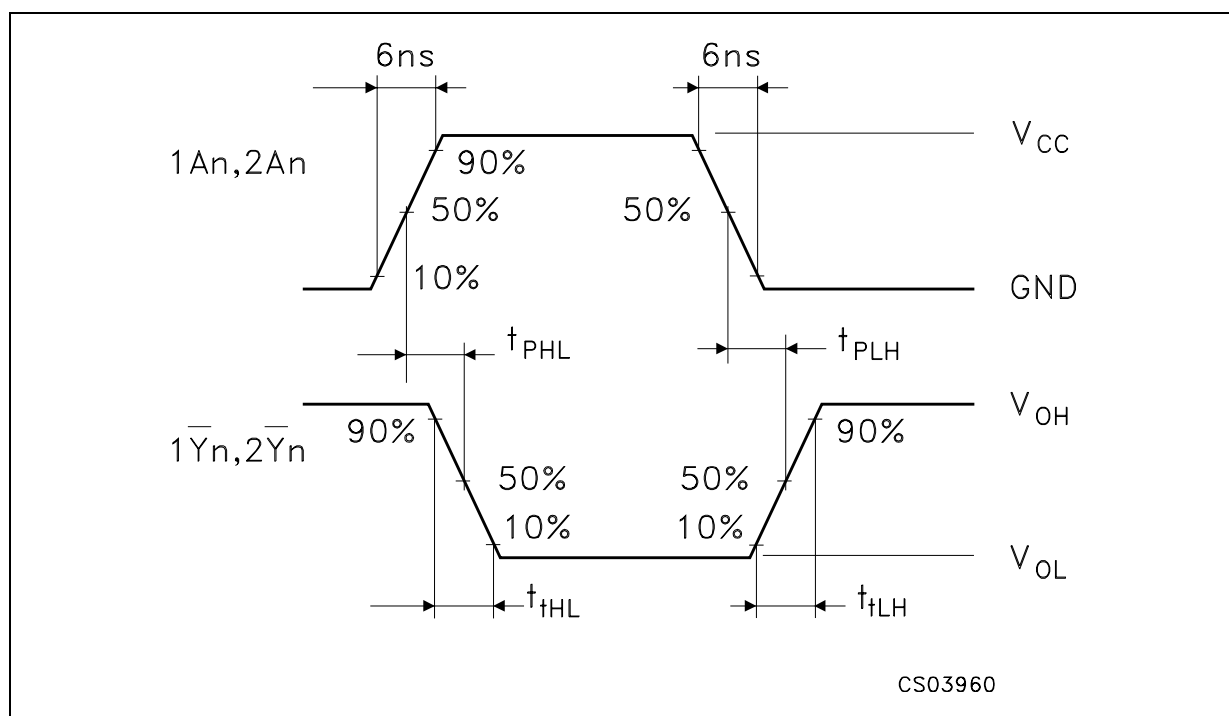 6ns 6ns
1An,2An
V_CC
90%
50% 50%
10%
GND
t_PHL t_PLH
V_OH
90% 90%
1Y̅n,2Y̅n
50% 50%
10% 10%
V_OL
t_tHL t_tLH
CS03960